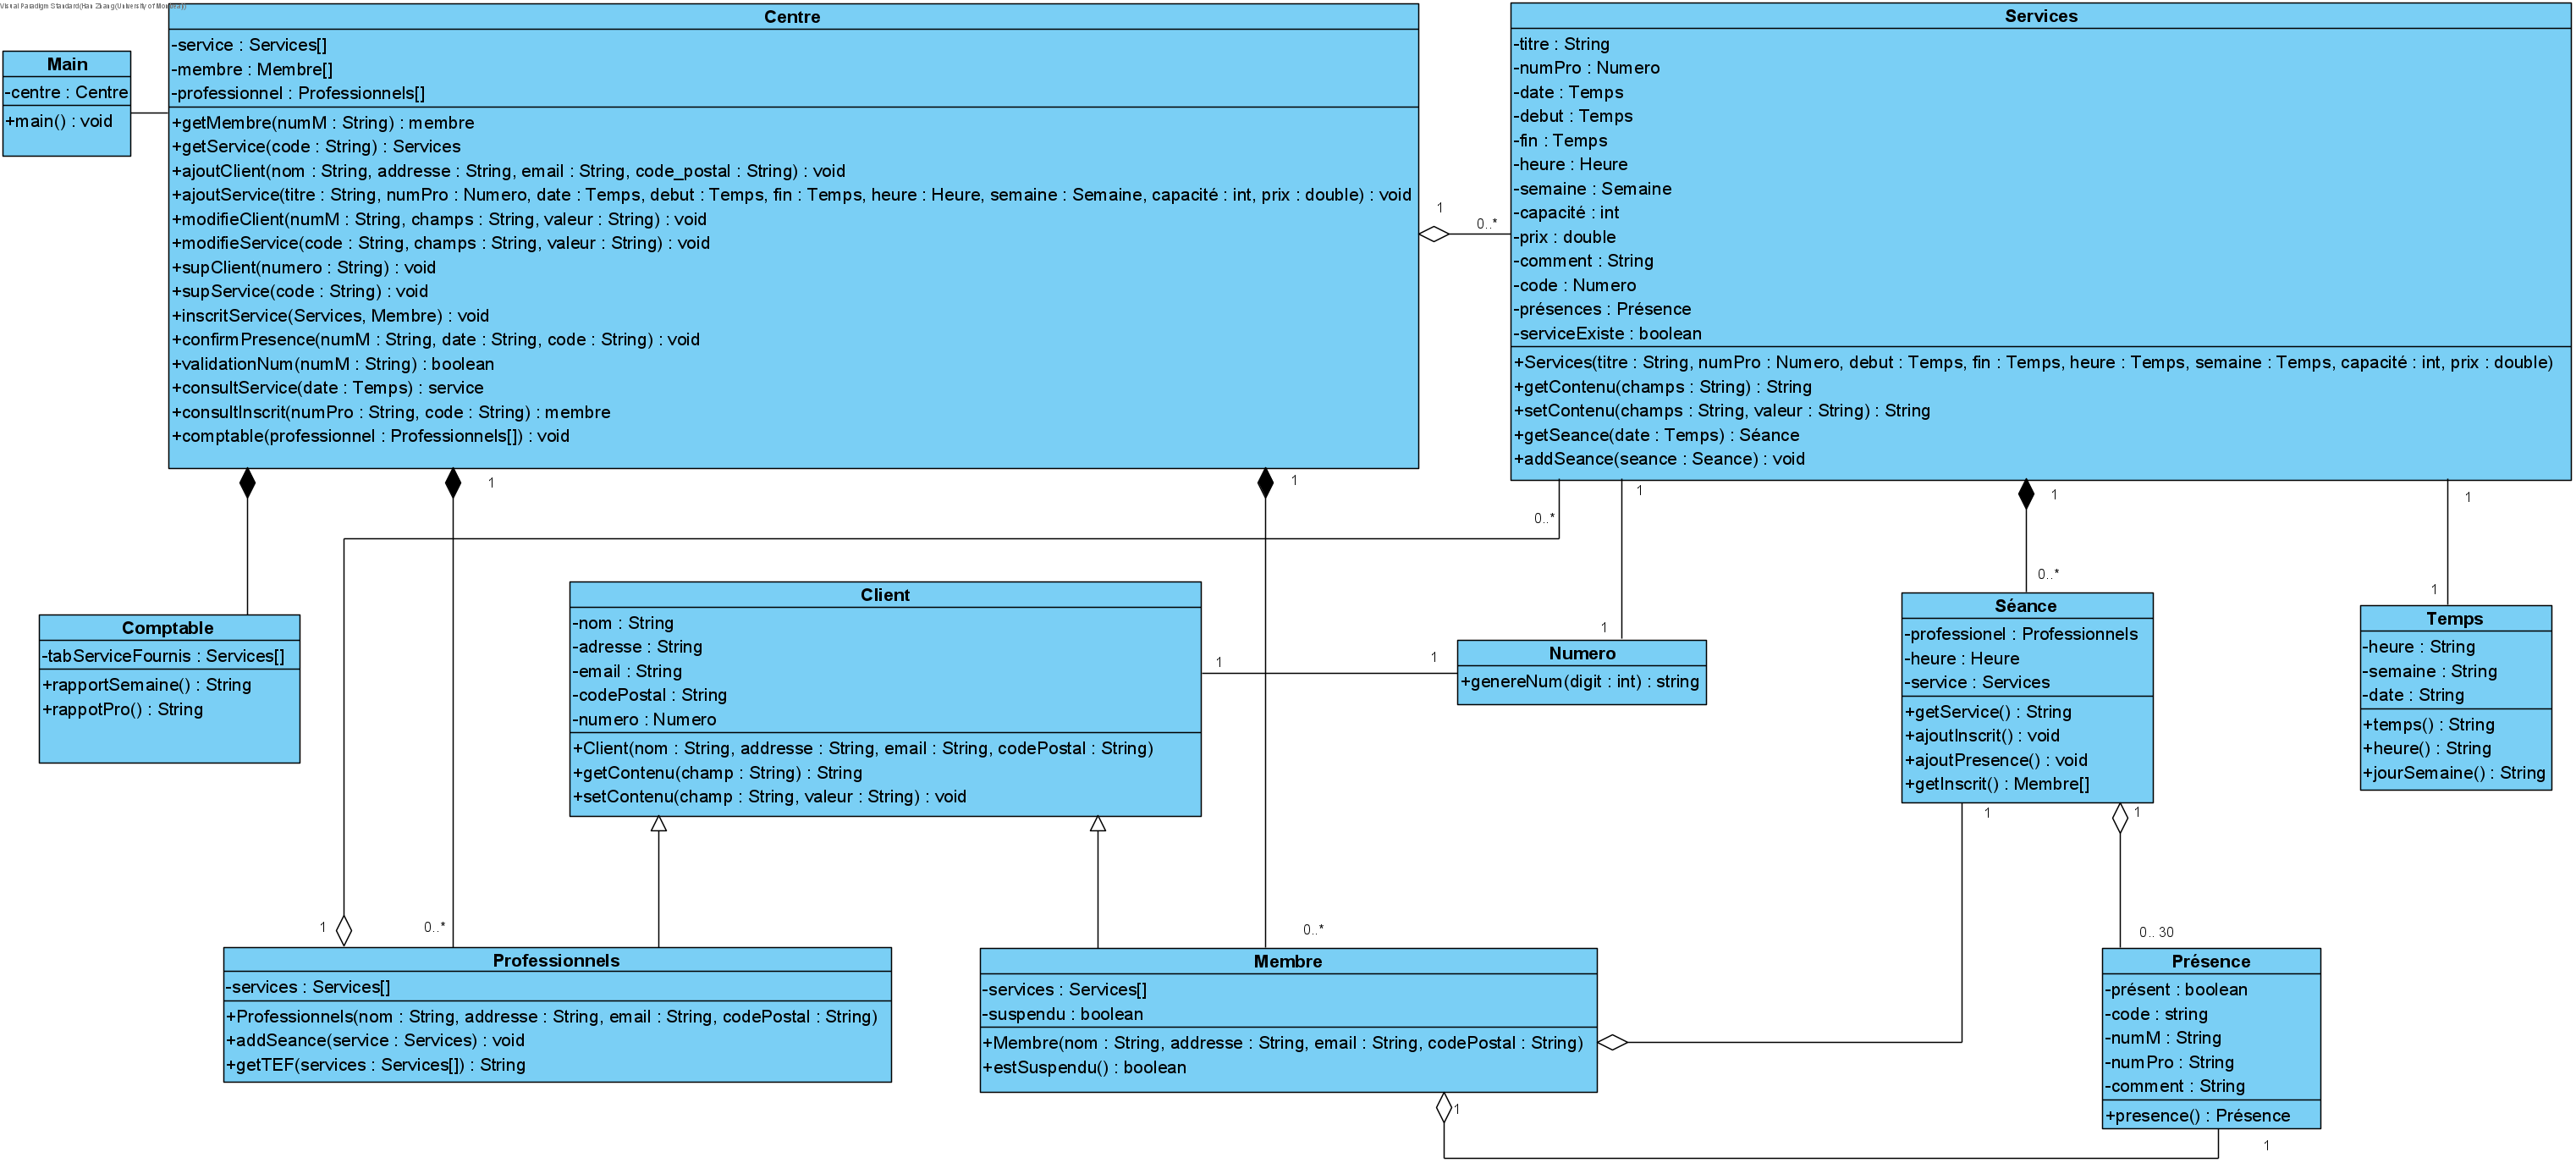 Visual Paradigm Standard(Han Zhang(University of Montreal))
Main
-centre : Centre
+main() : void
Centre
-service : Services[]
-membre : Membre[]
-professionnel : Professionnels[]
+getMembre(numM : String) : membre
+getService(code : String) : Services
+ajoutClient(nom : String, addresse : String, email : String, code_postal : String) : void
+ajoutService(titre : String, numPro : Numero, date : Temps, debut : Temps, fin : Temps, heure : Heure, semaine : Semaine, capacité : int, prix : double) : void
+modifieClient(numM : String, champs : String, valeur : String) : void
+modifieService(code : String, champs : String, valeur : String) : void
+supClient(numero : String) : void
+supService(code : String) : void
+inscritService(Services, Membre) : void
+confirmPresence(numM : String, date : String, code : String) : void
+validationNum(numM : String) : boolean
+consultService(date : Temps) : service
+consultInscrit(numPro : String, code : String) : membre
+comptable(professionnel : Professionnels[]) : void
1
0..*
Services
-titre : String
-numPro : Numero
-date : Temps
-debut : Temps
-fin : Temps
-heure : Heure
-semaine : Semaine
-capacité : int
-prix : double
-comment : String
-code : Numero
-présences : Présence
-serviceExiste : boolean
+Services(titre : String, numPro : Numero, debut : Temps, fin : Temps, heure : Temps, semaine : Temps, capacité : int, prix : double)
+getContenu(champs : String) : String
+setContenu(champs : String, valeur : String) : String
+getSeance(date : Temps) : Séance
+addSeance(seance : Seance) : void
1
1
0..*
1
1
1
Comptable
-tabServiceFournis : Services[]
+rapportSemaine() : String
+rappotPro() : String
Client
-nom : String
-adresse : String
-email : String
-codePostal : String
-numero : Numero
+Client(nom : String, addresse : String, email : String, codePostal : String)
+getContenu(champ : String) : String
+setContenu(champ : String, valeur : String) : void
1
1
1
Numero
+genereNum(digit : int) : string
0..*
Séance
-professionel : Professionnels
-heure : Heure
-service : Services
+getService() : String
+ajoutInscrit() : void
+ajoutPresence() : void
+getInscrit() : Membre[]
1
Temps
-heure : String
-semaine : String
-date : String
+temps() : String
+heure() : String
+jourSemaine() : String
1
1
1
0..*
0..*
0.. 30
Professionnels
-services : Services[]
+Professionnels(nom : String, addresse : String, email : String, codePostal : String)
+addSeance(service : Services) : void
+getTEF(services : Services[]) : String
Membre
-services : Services[]
-suspendu : boolean
+Membre(nom : String, addresse : String, email : String, codePostal : String)
+estSuspendu() : boolean
1
Présence
-présent : boolean
-code : string
-numM : String
-numPro : String
-comment : String
+presence() : Présence
1